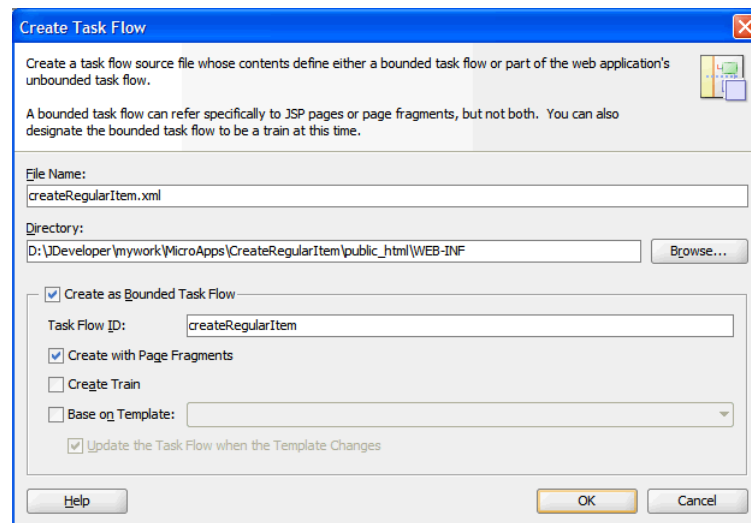 Create Task Flow
Create a task flow source file whose contents define either a bounded task flow or part of the web application's
unbounded task flow.
A bounded task flow can refer specifically to JSP pages or page fragments, but not both. You can also
designate the bounded task flow to be a train at this time.
File Name:
createRegularItem.xml
Directory:
D:\JDeveloper\mywork\MicroApps\CreateRegularItem\public_html\WEB-INF
Browse...
Create as Bounded Task Flow
Task Flow ID:
createRegularItem
Create with Page Fragments
Create Train
Base on Template:
Update the Task Flow when the Template Changes
Help
OK
Cancel